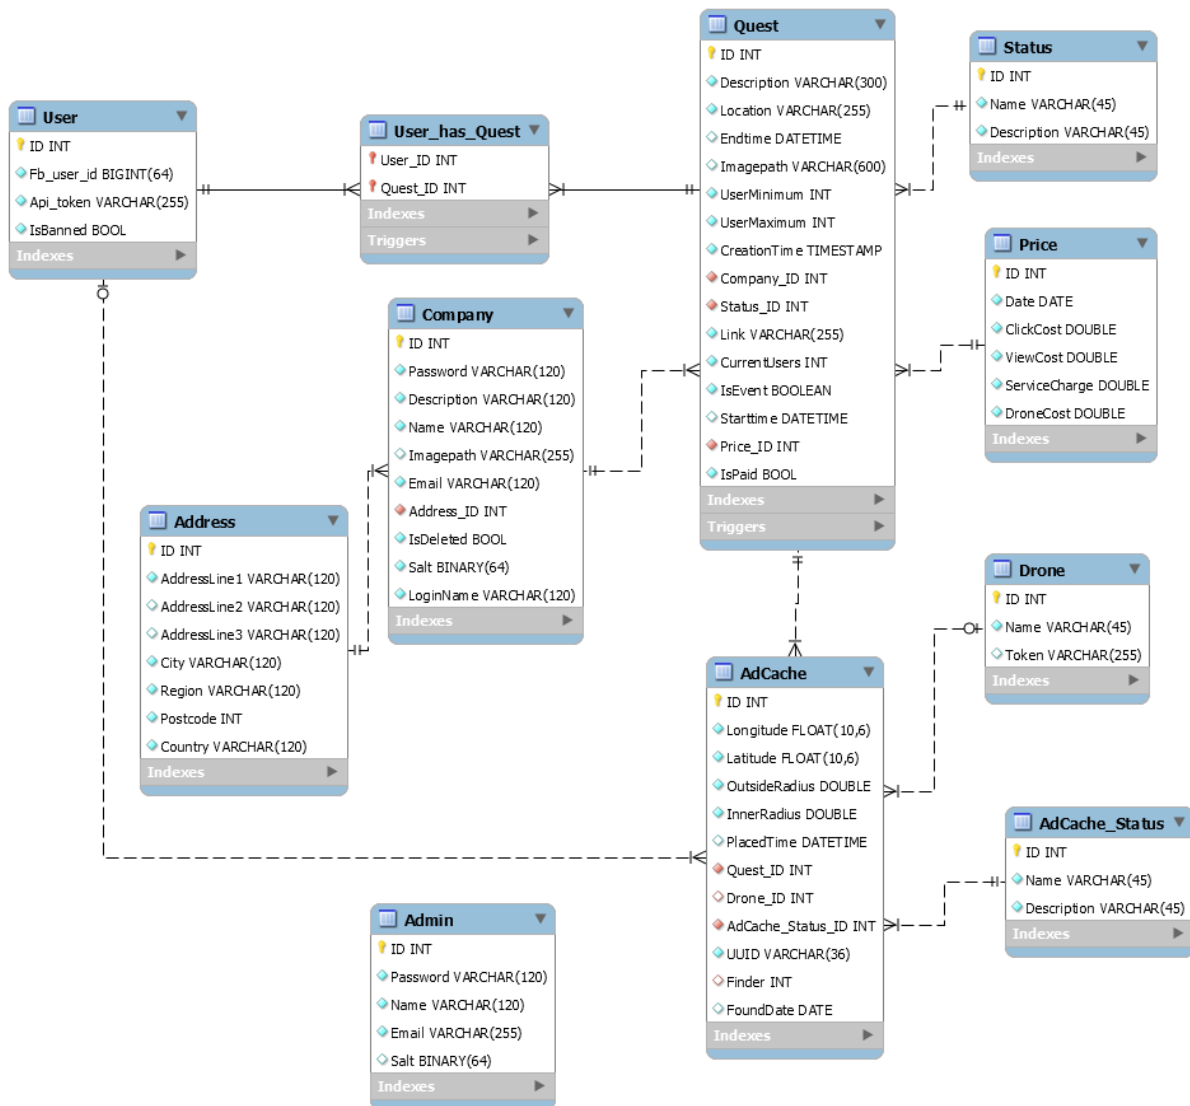 User
ID INT
Fb_user_id BIGINT(64)
Api_token VARCHAR(255)
IsBanned BOOL
Indexes
User_has_Quest
User_ID INT
Quest_ID INT
Indexes
Triggers
Quest
ID INT
Description VARCHAR(300)
Location VARCHAR(255)
Endtime DATETIME
Imagepath VARCHAR(600)
UserMinimum INT
UserMaximum INT
CreationTime TIMESTAMP
Company_ID INT
Status_ID INT
Link VARCHAR(255)
CurrentUsers INT
IsEvent BOOLEAN
Starttime DATETIME
Price_ID INT
IsPaid BOOL
Indexes
Triggers
Status
ID INT
Name VARCHAR(45)
Description VARCHAR(45)
Indexes
Price
ID INT
Date DATE
ClickCost DOUBLE
ViewCost DOUBLE
ServiceCharge DOUBLE
DroneCost DOUBLE
Indexes
Company
ID INT
Password VARCHAR(120)
Description VARCHAR(120)
Name VARCHAR(120)
Imagepath VARCHAR(255)
Email VARCHAR(120)
Address_ID INT
IsDeleted BOOL
Salt BINARY(64)
LoginName VARCHAR(120)
Indexes
Address
ID INT
AddressLine1 VARCHAR(120)
AddressLine2 VARCHAR(120)
AddressLine3 VARCHAR(120)
City VARCHAR(120)
Region VARCHAR(120)
Postcode INT
Country VARCHAR(120)
Indexes
Drone
ID INT
Name VARCHAR(45)
Token VARCHAR(255)
Indexes
AdCache
ID INT
Longitude FLOAT(10,6)
Latitude FLOAT(10,6)
OutsideRadius DOUBLE
InnerRadius DOUBLE
PlacedTime DATETIME
Quest_ID INT
Drone_ID INT
AdCache_Status_ID INT
UUID VARCHAR(36)
Finder INT
FoundDate DATE
Indexes
AdCache_Status
ID INT
Name VARCHAR(45)
Description VARCHAR(45)
Indexes
Admin
ID INT
Password VARCHAR(120)
Name VARCHAR(120)
Email VARCHAR(255)
Salt BINARY(64)
Indexes